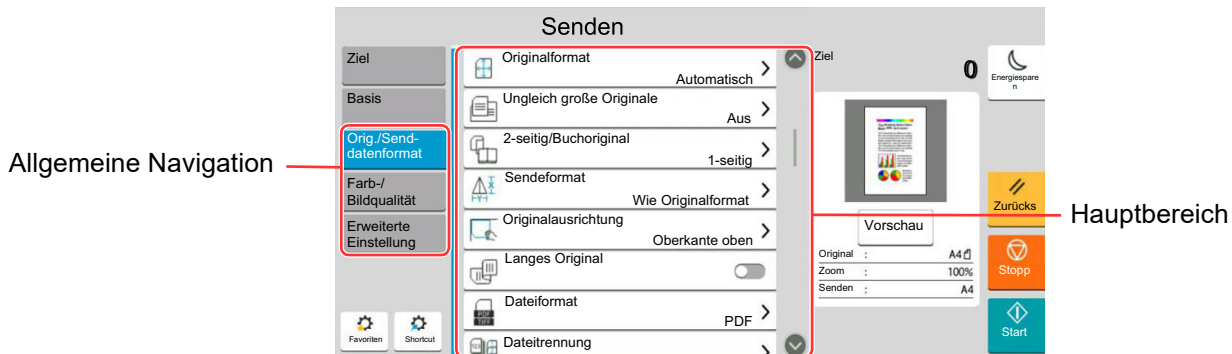 Senden
Allgemeine Navigation
Ziel
Basis
Orig./Send-
datenformat
Farb-/
Bildqualität
Erweiterte
Einstellung
Favoriten
Shortcut
Originalformat
Automatisch
Ungleich große Originale
Aus
2-seitig/Buchoriginal
1-seitig
Sendeformat
Wie Originalformat
Originalausrichtung
Oberkante oben
Langes Original
Dateiformat
PDF
Dateitrennung
Ziel
0
Vorschau
Original : A4
Zoom : 100%
Senden : A4
Energiespare
n
Zurücks
Stopp
Start
Hauptbereich